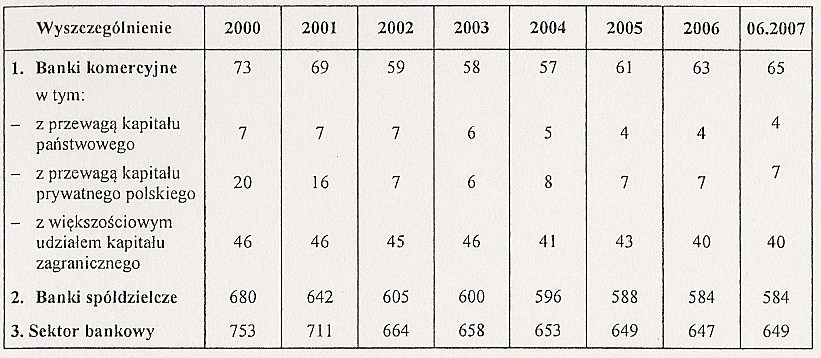 Wyszczególnienie 2000 2001 2002 2003 2004 2005 2006 06.2007
1. Banki komercyjne 73 69 59 58 57 61 63 65
w tym:
– z przewagą kapitału
państwowego 7 7 7 6 5 4 4 4
– z przewagą kapitału
prywatnego polskiego 20 16 7 6 8 7 7 7
– z większościowym
udziałem kapitału 46 46 45 46 41 43 40 40
zagranicznego
2. Banki spółdzielcze 680 642 605 600 596 588 584 584
3. Sektor bankowy 753 711 664 658 653 649 647 649